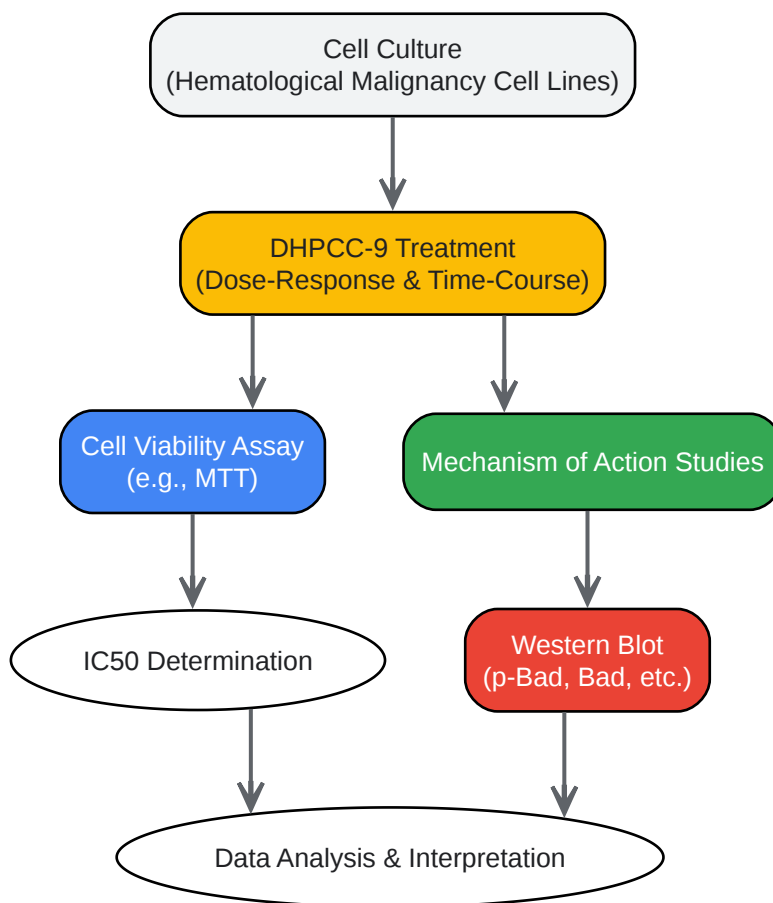 Cell Culture
(Hematological Malignancy Cell Lines)
DHPCC-9 Treatment
(Dose-Response & Time-Course)
Cell Viability Assay
(e.g., MTT)
Mechanism of Action Studies
IC50 Determination
Western Blot
(p-Bad, Bad, etc.)
Data Analysis & Interpretation